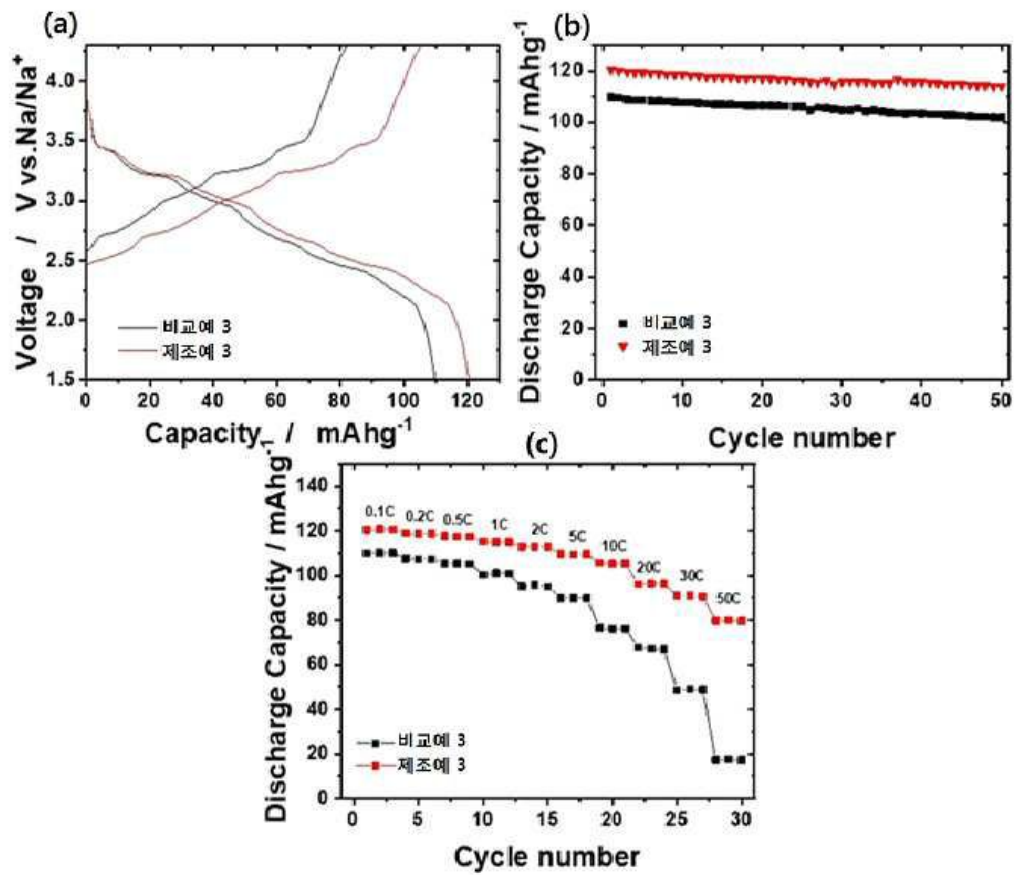 (a)
4.0
3.5
3.0
2.5
2.0
1.5
Voltage / V vs.Na/Na⁺
비교예 3
제조예 3
0 20 40 60 80 100 120
Capacity, / mAhg⁻¹
(b)
120
100
80
60
40
20
0
Discharge Capacity / mAhg⁻¹
비교예 3
제조예 3
0 10 20 30 40 50
Cycle number
(c)
140
120
100
80
60
40
20
0
Discharge Capacity / mAhg⁻¹
0.1C 0.2C 0.5C 1C 2C 5C 10C 20C 30C 50C
비교예 3
제조예 3
0 5 10 15 20 25 30
Cycle number